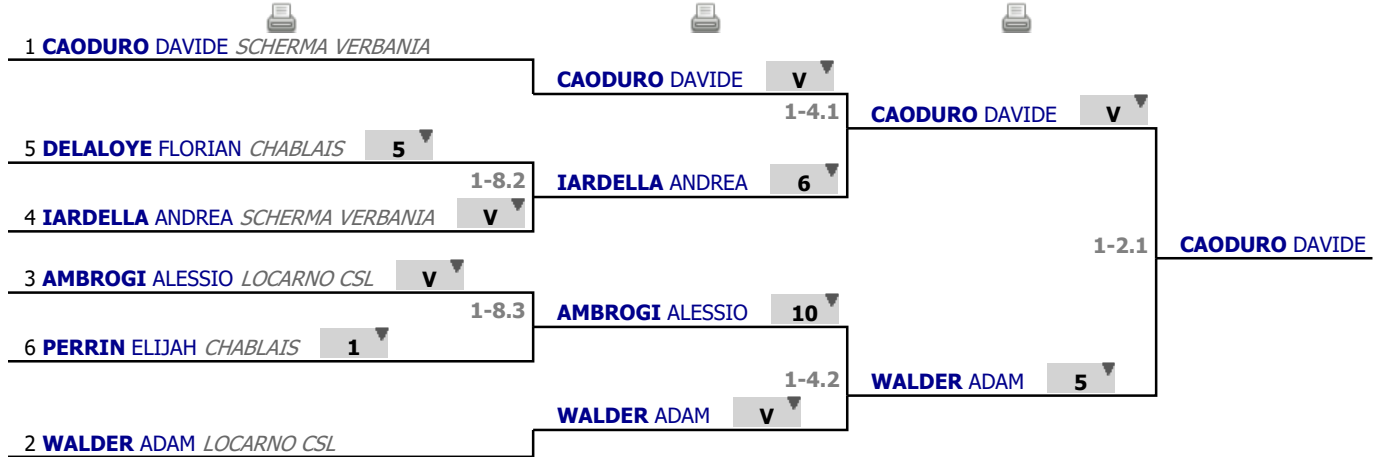 1 CAODURO DAVIDE SCHERMA VERBANIA
CAODURO DAVIDE V
1-4.1
CAODURO DAVIDE V
5 DELALOYE FLORIAN CHABLAIS 5
1-8.2
IARDELLA ANDREA 6
4 IARDELLA ANDREA SCHERMA VERBANIA V
1-2.1
CAODURO DAVIDE
3 AMBROGI ALESSIO LOCARNO CSL V
1-8.3
AMBROGI ALESSIO 10
6 PERRIN ELIJAH CHABLAIS 1
1-4.2
WALDER ADAM 5
WALDER ADAM V
2 WALDER ADAM LOCARNO CSL